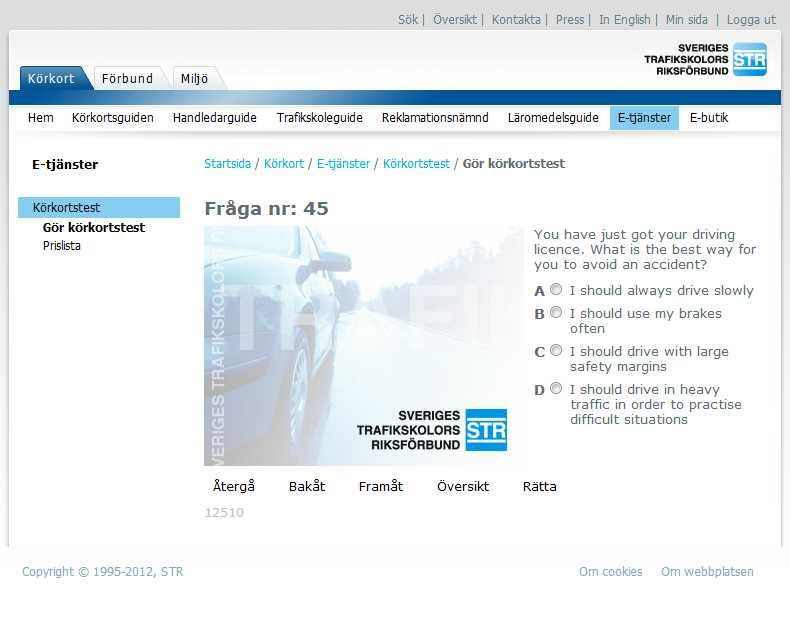 Sök | Översikt | Kontakta | Press | In English | Min sida | Logga ut
SVERIGES
TRAFIKSKOLORS
RIKSFÖRBUND
STR
Körkort Förbund Miljö
Hem Körkortsguiden Handledarguide Trafikskoleguide Reklamationsnämnd Läromedelsguide E-tjänster E-butik
E-tjänster
Startsida / Körkort / E-tjänster / Körkortstest / Gör körkortstest
Körkortstest
Gör körkortstest
Prislista
Fråga nr: 45
You have just got your driving
licence. What is the best way for
you to avoid an accident?
A I should always drive slowly
B I should use my brakes
often
C I should drive with large
safety margins
D I should drive in heavy
traffic in order to practise
difficult situations
SVERIGES TRAFIKSKOLORS
SVERIGES
TRAFIKSKOLORS
RIKSFÖRBUND
STR
Återgå Bakåt Framåt Översikt Rätta
12510
Copyright © 1995-2012, STR
Om cookies Om webbplatsen